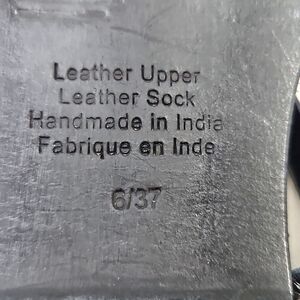 Leather Upper
Leather Sock
Handmade in India
Fabrique en Inde
6/37